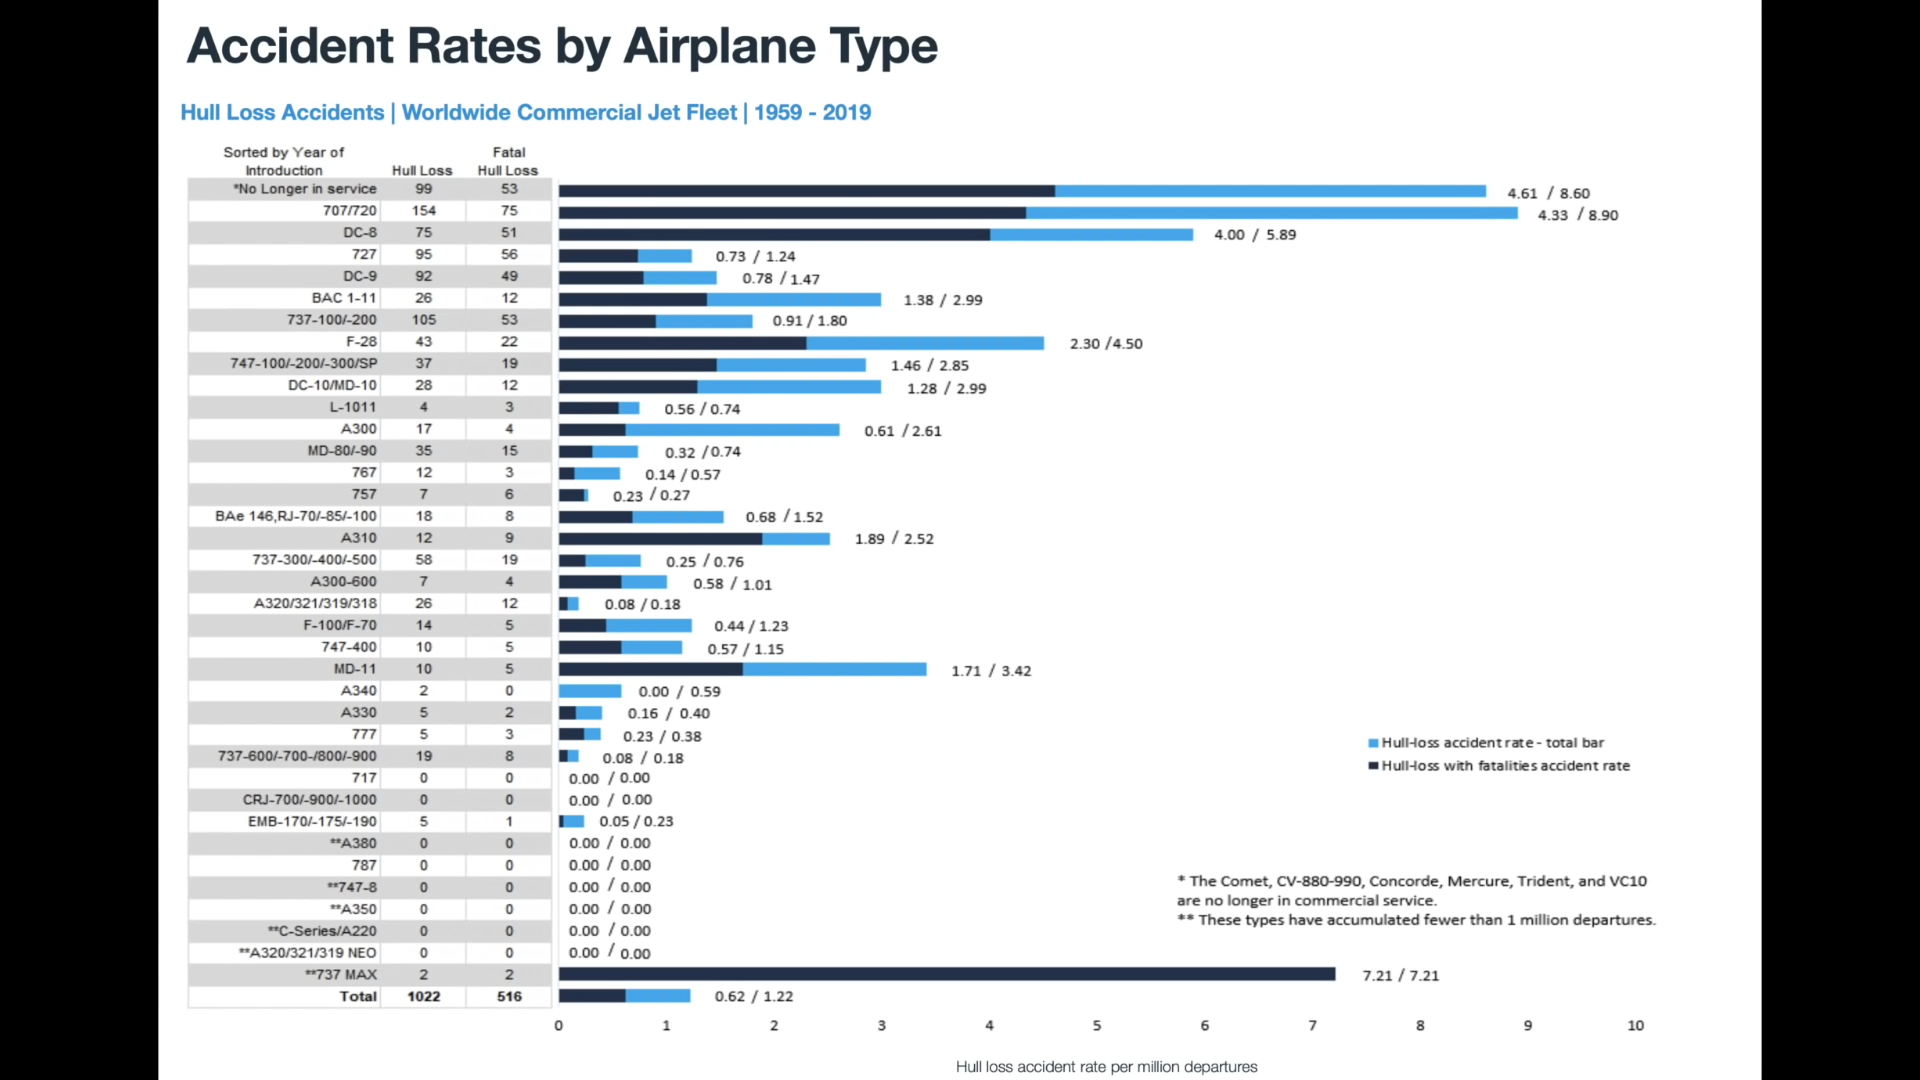 Accident Rates by Airplane Type
Hull Loss Accidents | Worldwide Commercial Jet Fleet | 1959 - 2019
Sorted by Year of Introduction Hull Loss Fatal Hull Loss
*No Longer in service 99 53 4.61 / 8.60
707/720 154 75 4.33 / 8.90
DC-8 75 51 4.00 / 5.89
727 95 56 0.73 / 1.24
DC-9 92 49 0.78 / 1.47
BAC 1-11 26 12 1.38 / 2.99
737-100/-200 105 53 0.91 / 1.80
F-28 43 22 2.30 /4.50
747-100/-200/-300/SP 37 19 1.46 / 2.85
DC-10/MD-10 28 12 1.28 / 2.99
L-1011 4 3 0.56 / 0.74
A300 17 4 0.61 / 2.61
MD-80/-90 35 15 0.32 / 0.74
767 12 3 0.14 / 0.57
757 7 6 0.23 / 0.27
BAe 146,RJ-70/-85/-100 18 8 0.68 / 1.52
A310 12 9 1.89 / 2.52
737-300/-400/-500 58 19 0.25 / 0.76
A300-600 7 4 0.58 / 1.01
A320/321/319/318 26 12 0.08 / 0.18
F-100/F-70 14 5 0.44 / 1.23
747-400 10 5 0.57 / 1.15
MD-11 10 5 1.71 / 3.42
A340 2 0 0.00 / 0.59
A330 5 2 0.16 / 0.40
777 5 3 0.23 / 0.38
737-600/-700-/800/-900 19 8 0.08 / 0.18
717 0 0 0.00 / 0.00
CRJ-700/-900/-1000 0 0 0.00 / 0.00
EMB-170/-175/-190 5 1 0.05 / 0.23
**A380 0 0 0.00 / 0.00
787 0 0 0.00 / 0.00
**747-8 0 0 0.00 / 0.00
**A350 0 0 0.00 / 0.00
**C-Series/A220 0 0 0.00 / 0.00
**A320/321/319 NEO 0 0 0.00 / 0.00
**737 MAX 2 2 7.21 / 7.21
Total 1022 516 0.62 / 1.22
Hull-loss accident rate - total bar
Hull-loss with fatalities accident rate
* The Comet, CV-880-990, Concorde, Mercure, Trident, and VC10
are no longer in commercial service.
** These types have accumulated fewer than 1 million departures.
0 1 2 3 4 5 6 7 8 9 10
Hull loss accident rate per million departures